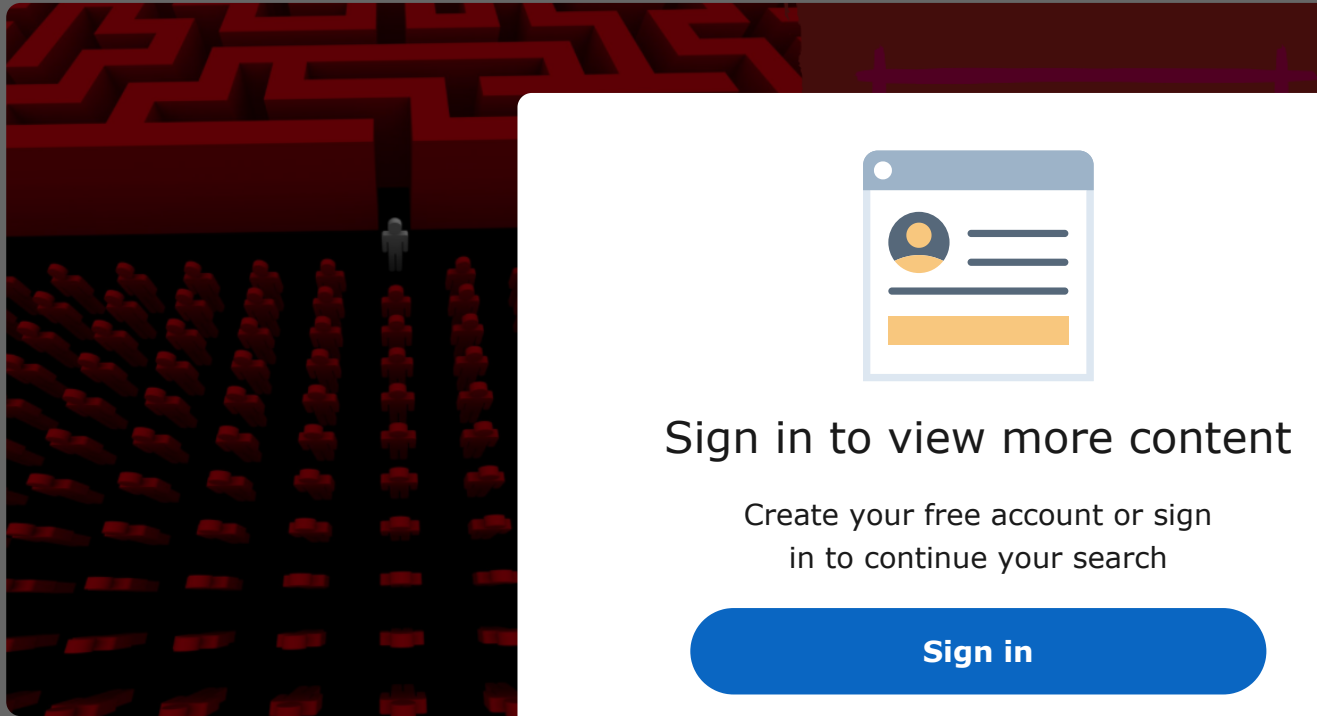 Sign in to view more content
Create your free account or sign
in to continue your search
Sign in